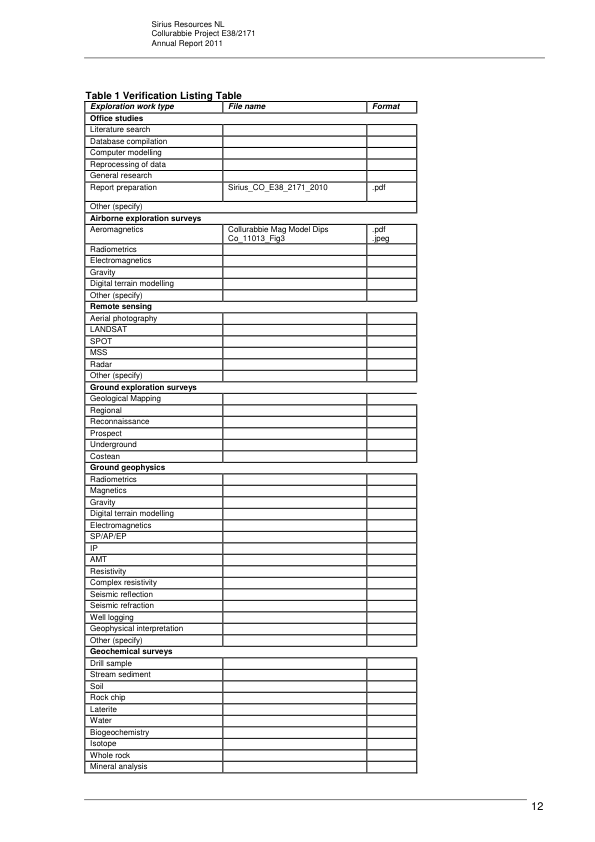 Sirius Resources NL
Collurabbie Project E38/2171
Annual Report 2011
Table 1 Verification Listing Table
Exploration work type File name Format
Office studies
Literature search
Database compilation
Computer modelling
Reprocessing of data
General research
Report preparation Sirius_CO_E38_2171_2010 .pdf
Other (specify)
Airborne exploration surveys
Aeromagnetics Collurabbie Mag Model Dips .pdf
Co_11013_Fig3 .jpeg
Radiometrics
Electromagnetics
Gravity
Digital terrain modelling
Other (specify)
Remote sensing
Aerial photography
LANDSAT
SPOT
MSS
Radar
Other (specify)
Ground exploration surveys
Geological Mapping
Regional
Reconnaissance
Prospect
Underground
Costean
Ground geophysics
Radiometrics
Magnetics
Gravity
Digital terrain modelling
Electromagnetics
SP/AP/EP
IP
AMT
Resistivity
Complex resistivity
Seismic reflection
Seismic refraction
Well logging
Geophysical interpretation
Other (specify)
Geochemical surveys
Drill sample
Stream sediment
Soil
Rock chip
Laterite
Water
Biogeochemistry
Isotope
Whole rock
Mineral analysis
12